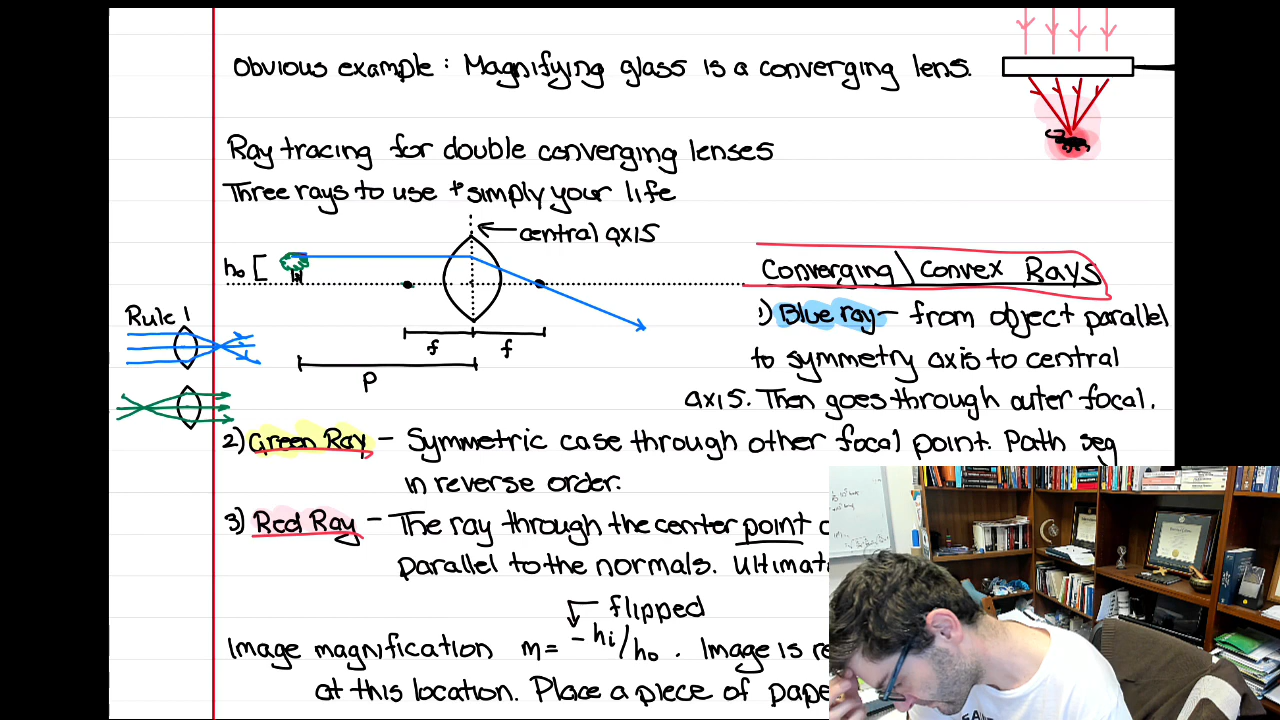 Obvious example : Magnifying glass is a converging lens.
Ray tracing for double converging lenses
Three rays to use + simply your life
central axis
ho
Converging \ Convex Rays
Rule 1
1) Blue ray - from object parallel
to symmetry axis to central
axis. Then goes through outer focal.
f f
P
2) Green Ray - Symmetric case through other focal point. Path seg
in reverse order.
3) Red Ray - The ray through the center point
Parallel to the normals.
flipped
Image magnification m = - hi/ho . Image is
at this location. Place a piece of